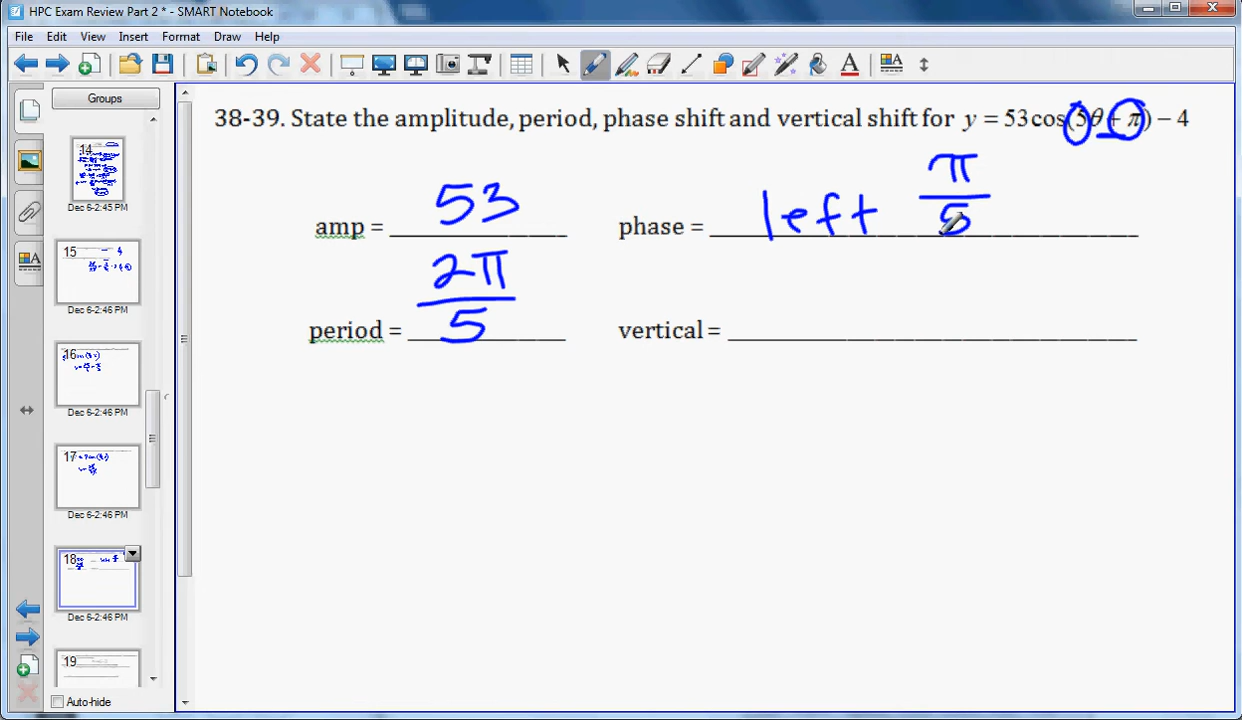 HPC Exam Review Part 2 * - SMART Notebook
File Edit View Insert Format Draw Help
Groups
14
Dec 6-2:45 PM
15
Dec 6-2:46 PM
16
Dec 6-2:46 PM
17
Dec 6-2:46 PM
18
Dec 6-2:46 PM
19
Auto-hide
38-39. State the amplitude, period, phase shift and vertical shift for y = 53cos(5θ + π) − 4
amp = 53
phase = left π/5
period = 2π/5
vertical =